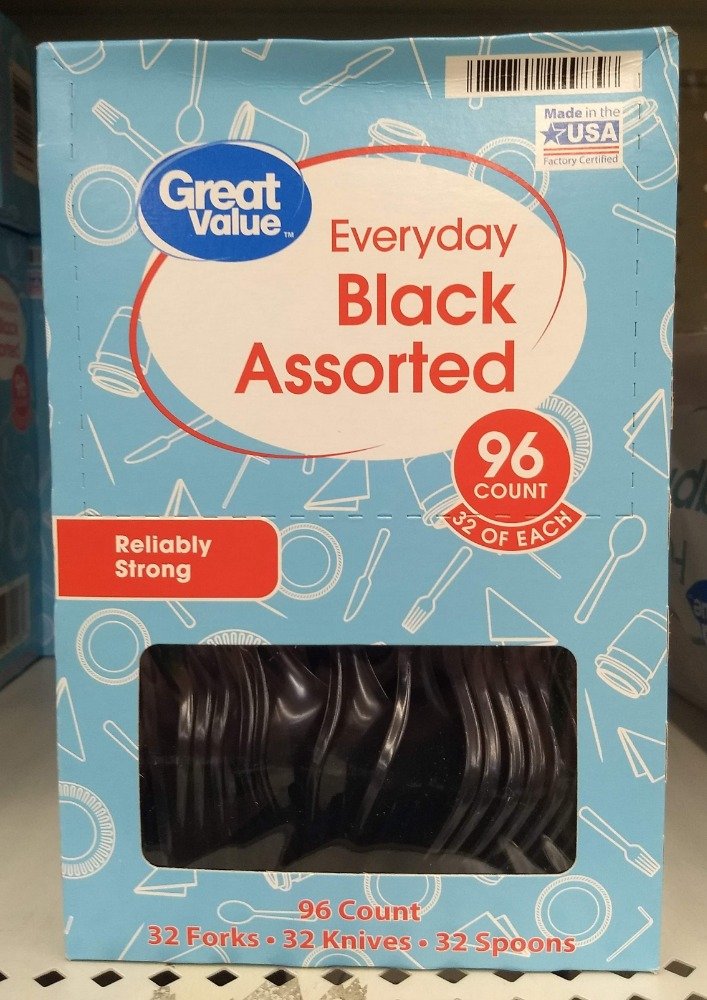 Made in the
USA
Factory Certified
Great
Value™
Everyday
Black
Assorted
96
COUNT
32 OF EACH
Reliably
Strong
96 Count
32 Forks • 32 Knives • 32 Spoons